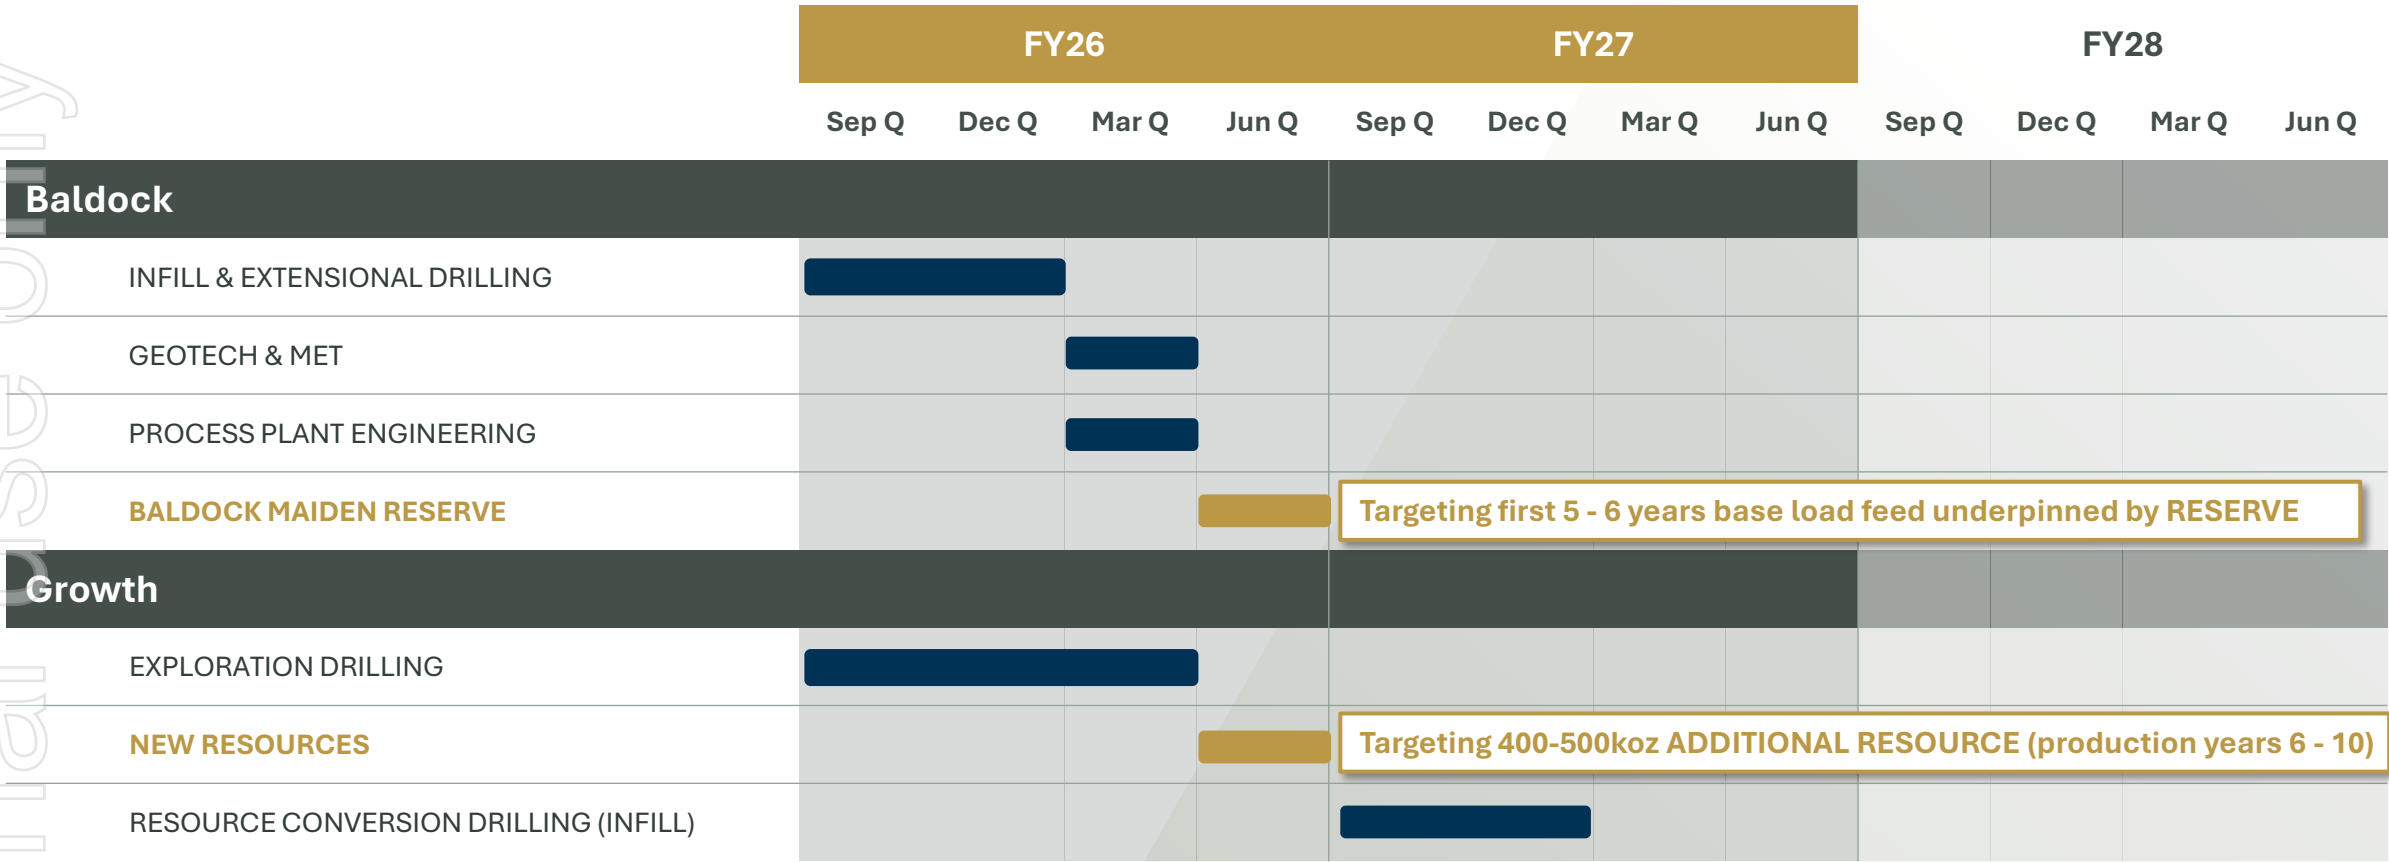 FY26 FY27 FY28
Sep Q Dec Q Mar Q Jun Q Sep Q Dec Q Mar Q Jun Q Sep Q Dec Q Mar Q Jun Q
Baldock
INFILL & EXTENSIONAL DRILLING
GEOTECH & MET
PROCESS PLANT ENGINEERING
BALDOCK MAIDEN RESERVE
Targeting first 5 - 6 years base load feed underpinned by RESERVE
Growth
EXPLORATION DRILLING
NEW RESOURCES
Targeting 400-500koz ADDITIONAL RESOURCE (production years 6 - 10)
RESOURCE CONVERSION DRILLING (INFILL)
use only